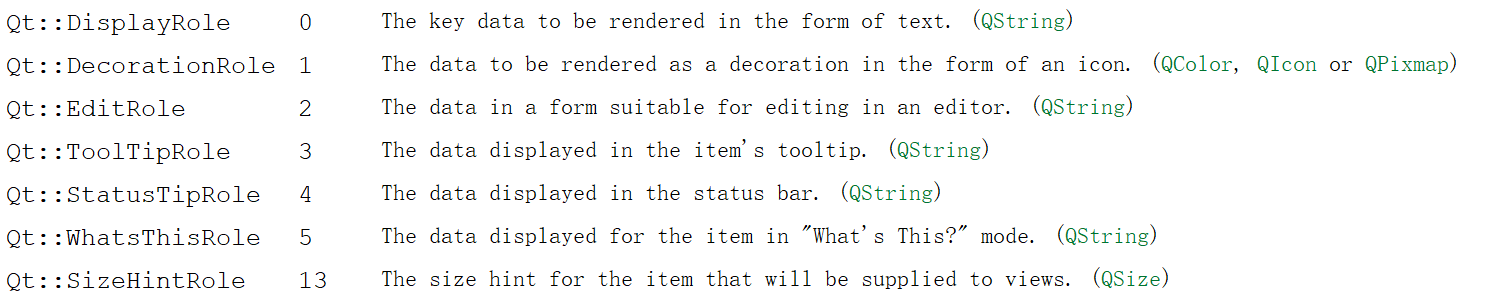 Qt::DisplayRole 0 The key data to be rendered in the form of text. (QString)
Qt::DecorationRole 1 The data to be rendered as a decoration in the form of an icon. (QColor, QIcon or QPixmap)
Qt::EditRole 2 The data in a form suitable for editing in an editor. (QString)
Qt::ToolTipRole 3 The data displayed in the item's tooltip. (QString)
Qt::StatusTipRole 4 The data displayed in the status bar. (QString)
Qt::WhatsThisRole 5 The data displayed for the item in "What's This?" mode. (QString)
Qt::SizeHintRole 13 The size hint for the item that will be supplied to views. (QSize)